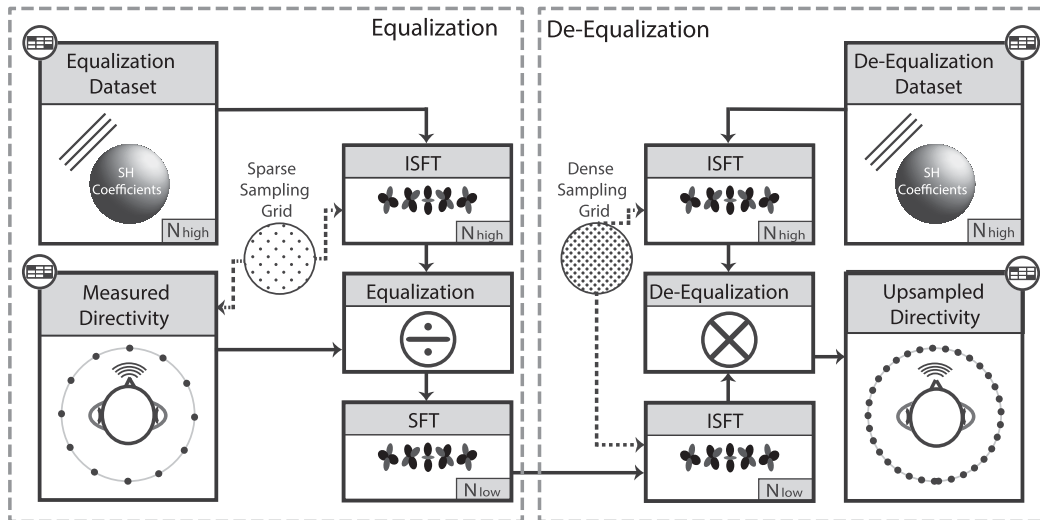 Equalization
Equalization
Dataset
SH
Coefficients
N high
ISFT
N high
Sparse
Sampling
Grid
Measured
Directivity
Equalization
SFT
N low
De-Equalization
De-Equalization
Dataset
SH
Coefficients
N high
ISFT
N high
Dense
Sampling
Grid
De-Equalization
Upsampled
Directivity
ISFT
N low